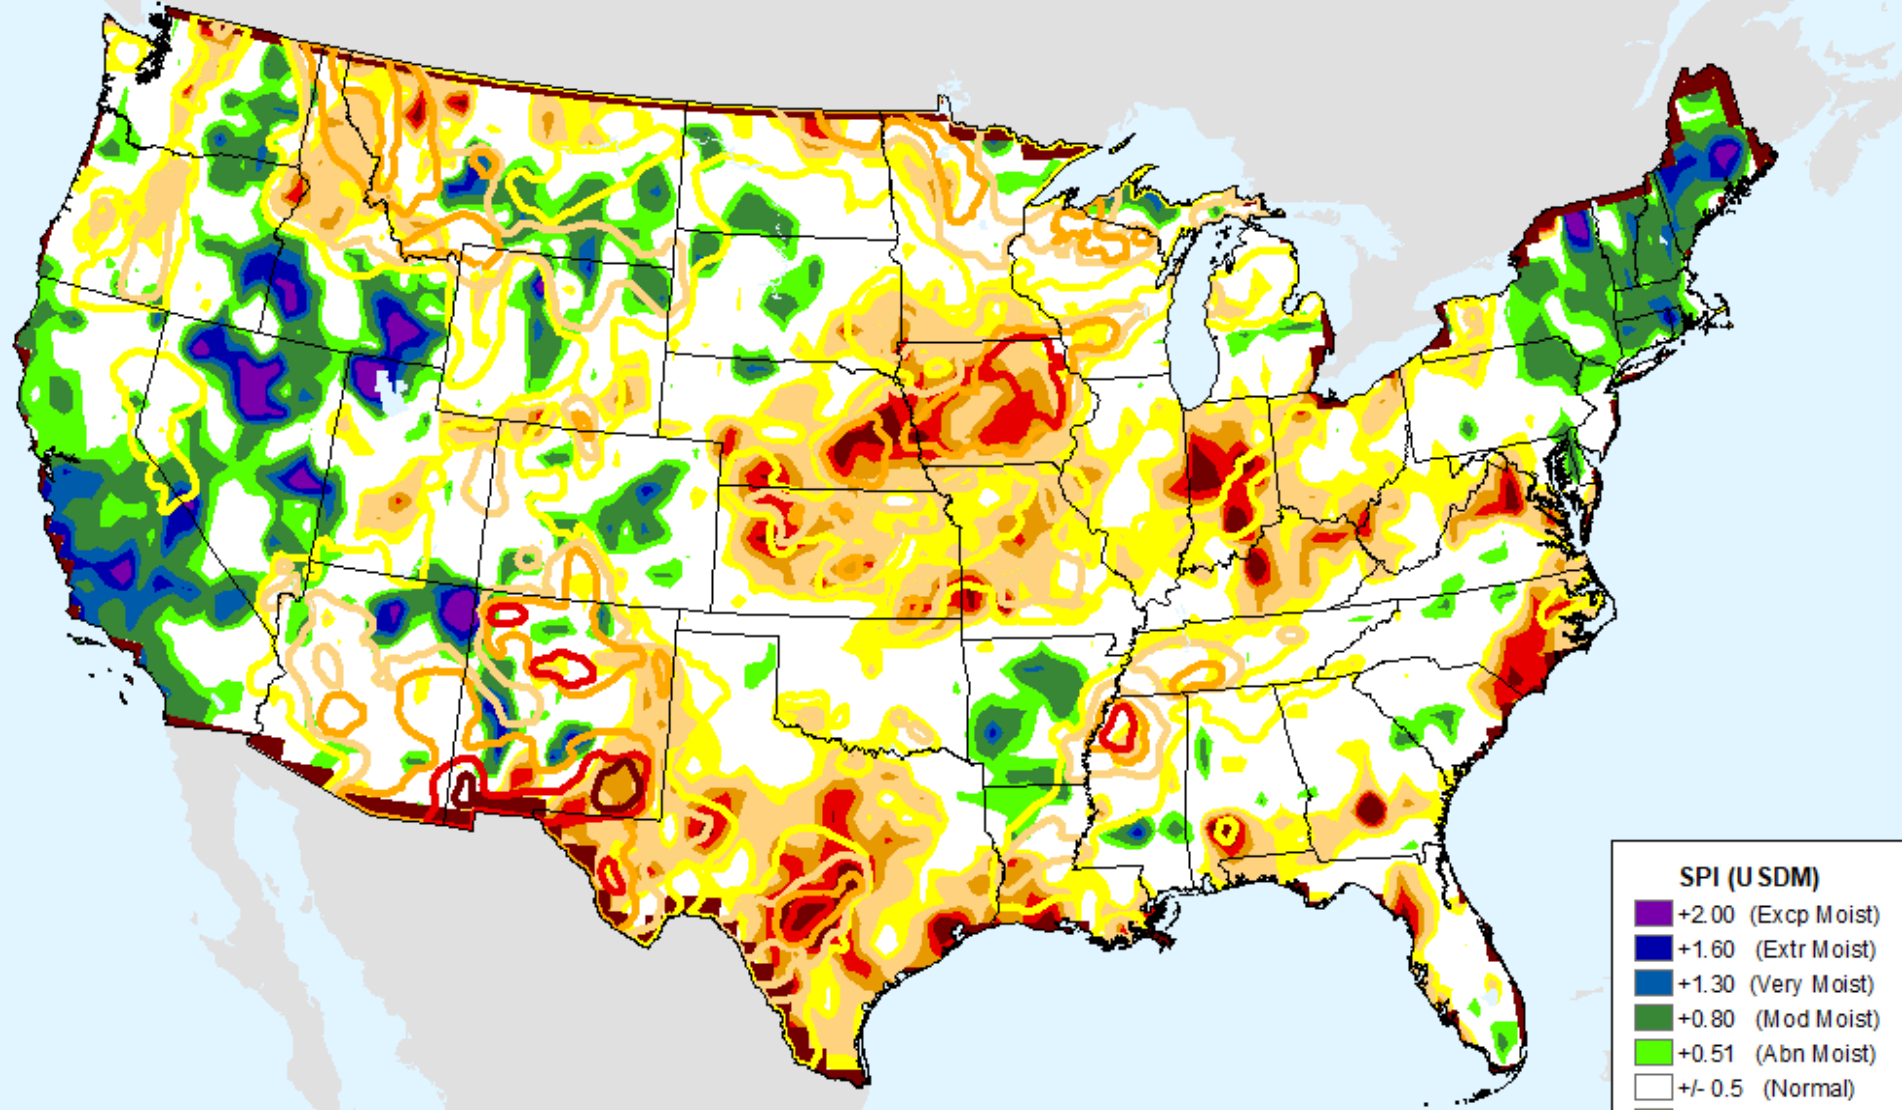 SPI (USDM)
+2.00 (Excp Moist)
+1.60 (Extr Moist)
+1.30 (Very Moist)
+0.80 (Mod Moist)
+0.51 (Abn Moist)
+/- 0.5 (Normal)